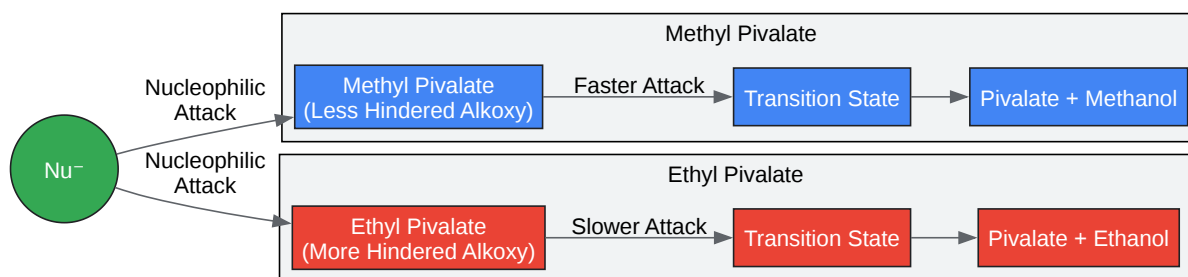 Nu⁻
Nucleophilic
Attack
Nucleophilic
Attack
Methyl Pivalate
Methyl Pivalate
(Less Hindered Alkoxy)
Faster Attack
Transition State
Pivalate + Methanol
Ethyl Pivalate
Ethyl Pivalate
(More Hindered Alkoxy)
Slower Attack
Transition State
Pivalate + Ethanol